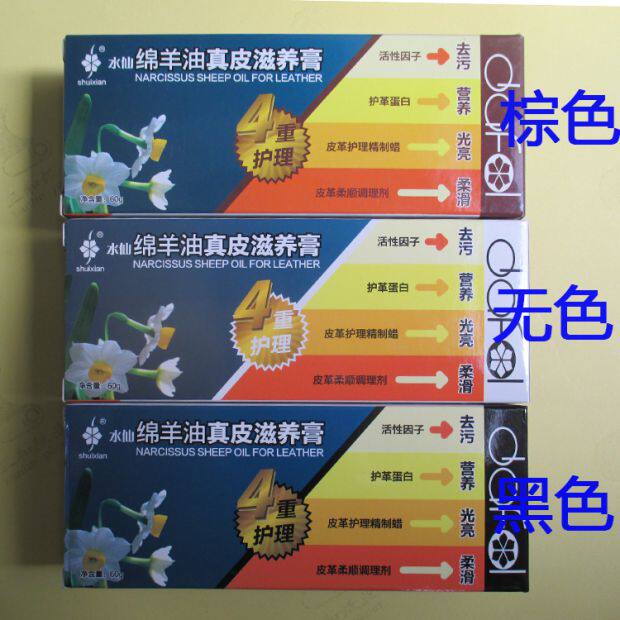 shuixian
水仙 绵羊油真皮滋养膏
NARCISSUS SHEEP OIL FOR LEATHER
4重
护理
净含量:60g
活性因子 去污
护革蛋白 营养
皮革护理精制蜡 光亮
皮革柔顺调理剂 柔滑
棕色
shuixian
水仙 绵羊油真皮滋养膏
NARCISSUS SHEEP OIL FOR LEATHER
4重
护理
净含量:60g
活性因子 去污
护革蛋白 营养
皮革护理精制蜡 光亮
皮革柔顺调理剂 柔滑
无色
shuixian
水仙 绵羊油真皮滋养膏
NARCISSUS SHEEP OIL FOR LEATHER
4重
护理
净含量:60g
活性因子 去污
护革蛋白 营养
皮革护理精制蜡 光亮
皮革柔顺调理剂 柔滑
黑色